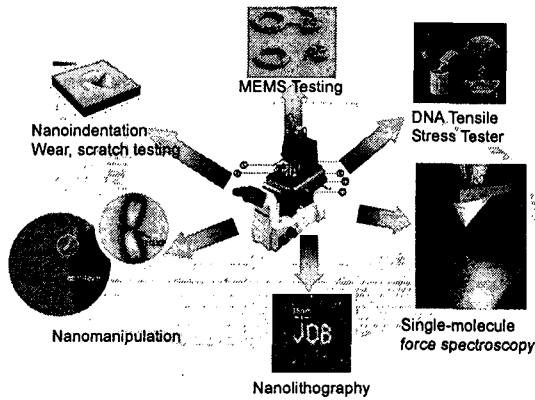 MEMS Testing
DNA Tensile
Stress Tester
Nanoindentation
Wear, scratch testing
Nanomanipulation
JOB
Single-molecule
force spectroscopy
Nanolithography